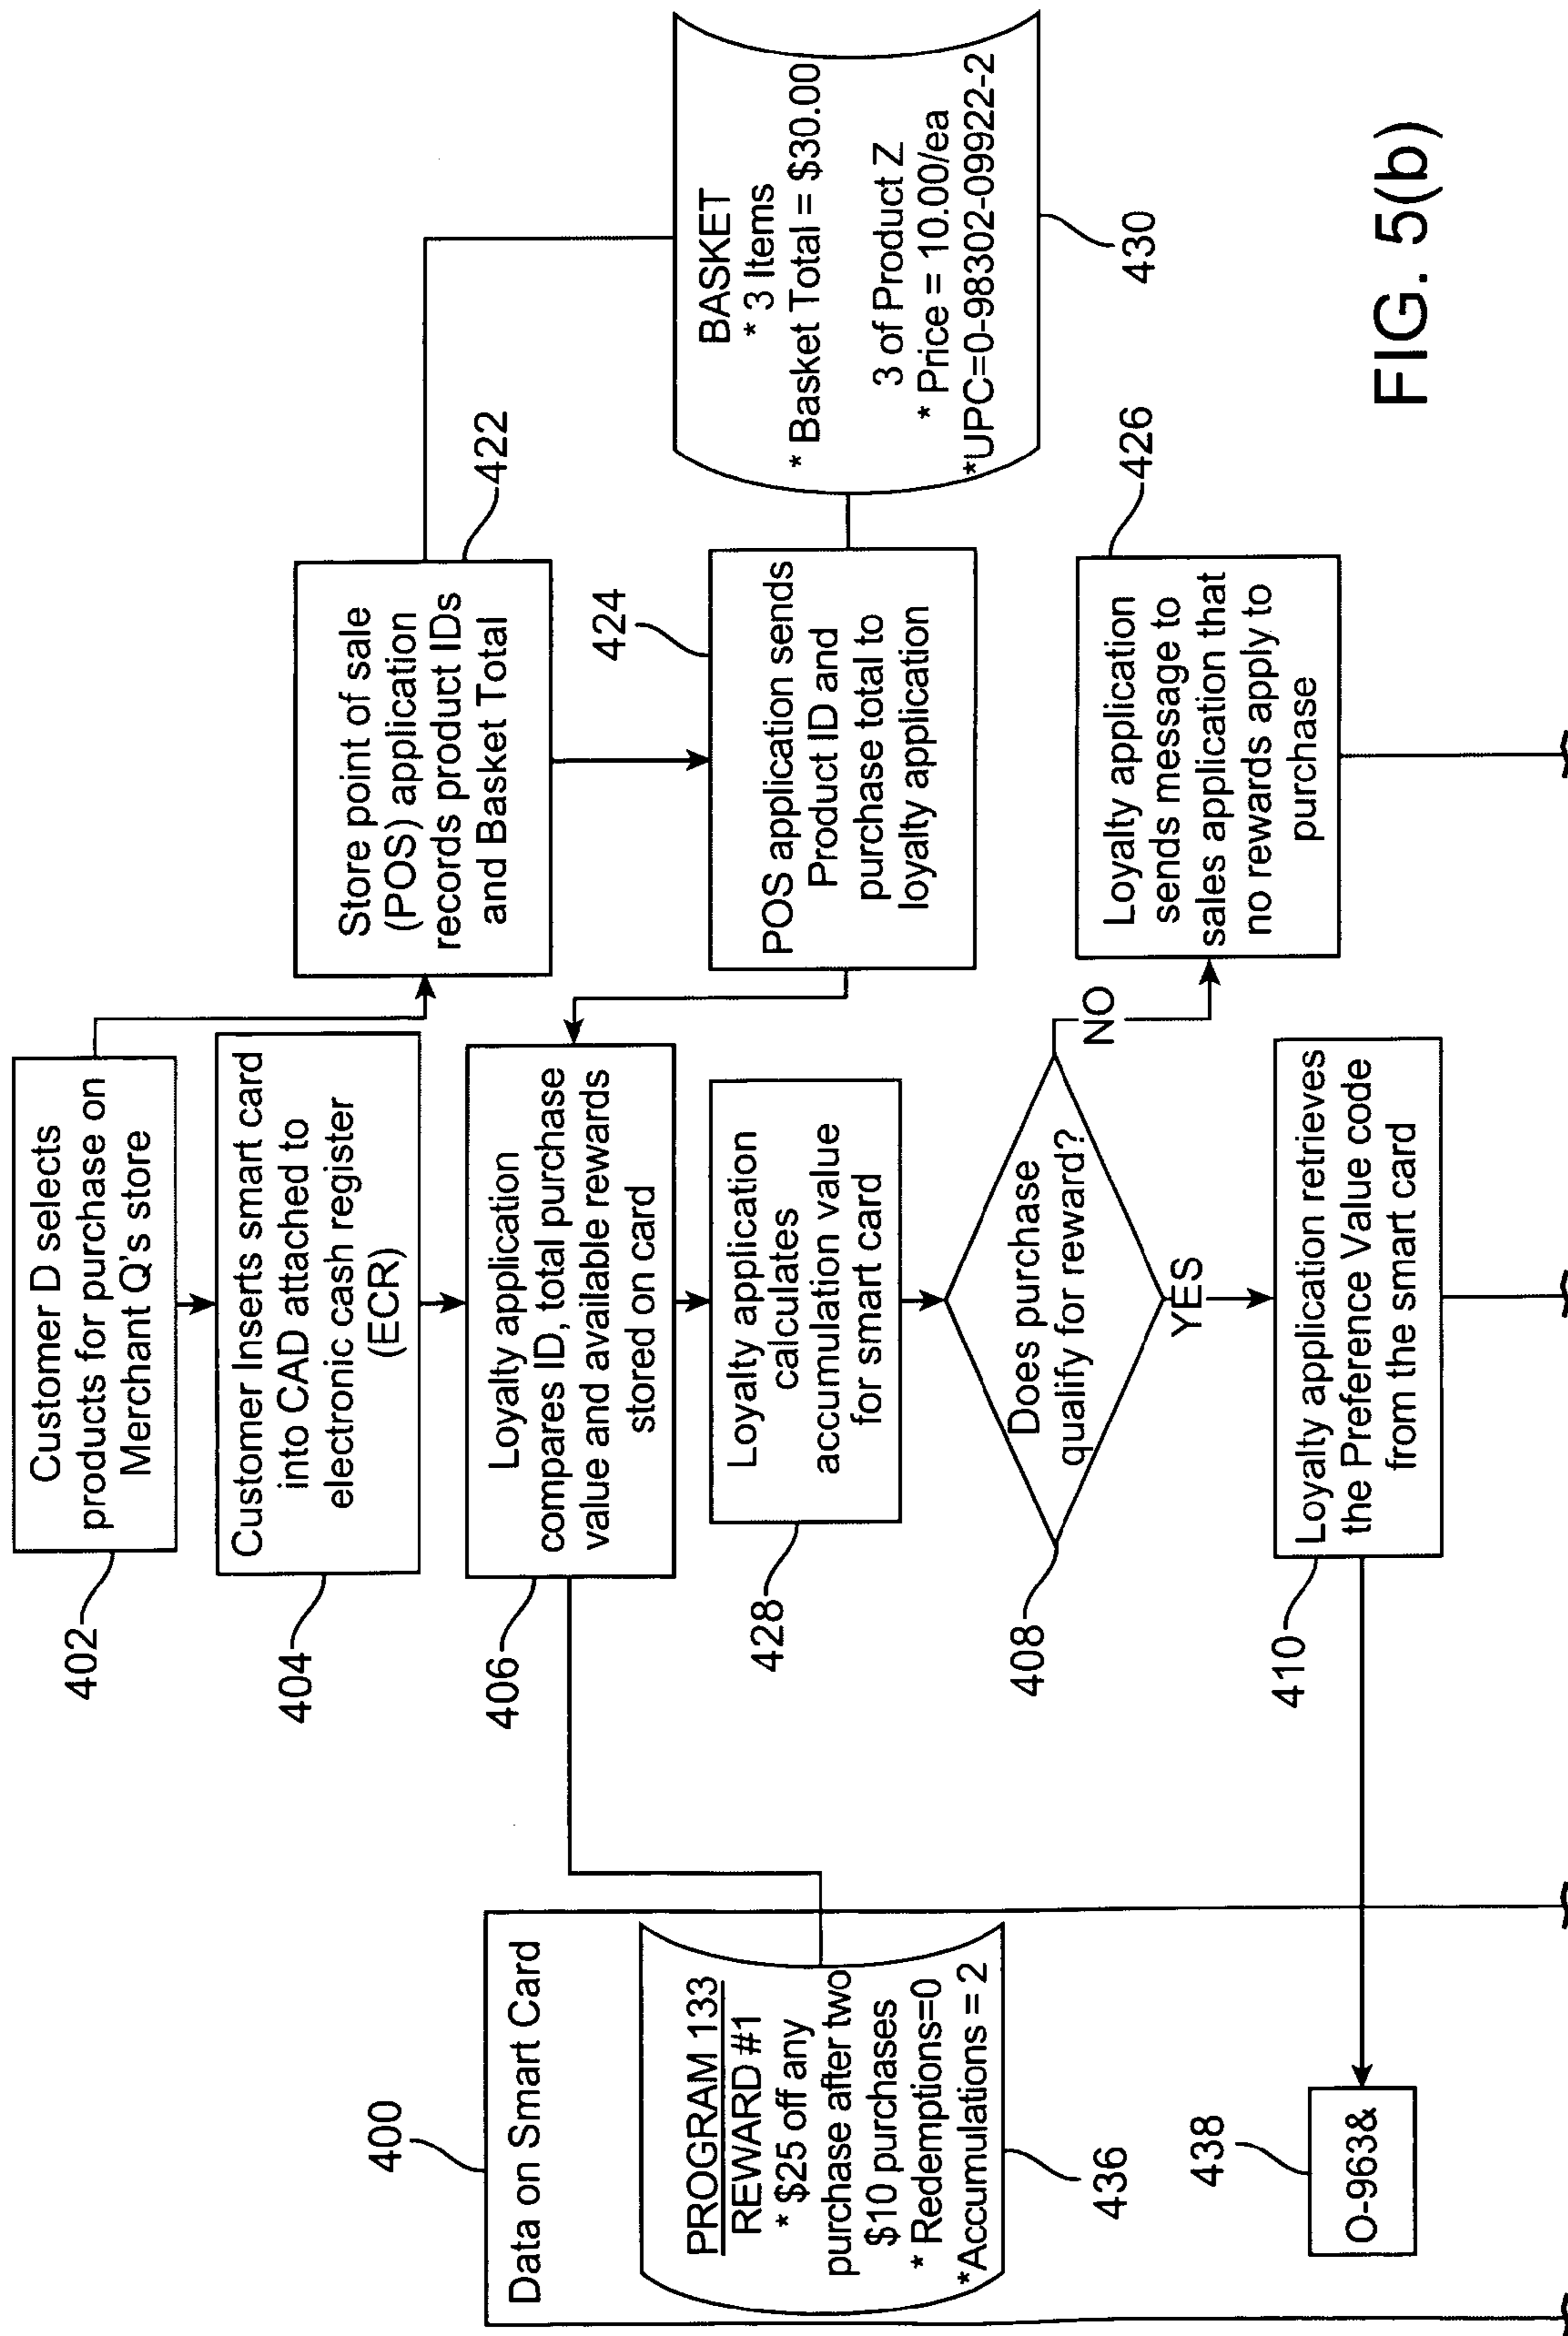 402
Customer D selects
products for purchase on
Merchant Q's store
404
Customer Inserts smart card
into CAD attached to
electronic cash register
(ECR)
422
Store point of sale
(POS) application
records product IDs
and Basket Total
400
Data on Smart Card
PROGRAM 133
REWARD #1
* $25 off any
purchase after two
$10 purchases
* Redemptions=0
*Accumulations = 2
436
406
Loyalty application
compares ID, total purchase
value and available rewards
stored on card
424
POS application sends
Product ID and
purchase total to
loyalty application
BASKET
* 3 Items
* Basket Total = $30.00
3 of Product Z
* Price = 10.00/ea
*UPC=0-98302-09922-2
430
428
Loyalty application
calculates
accumulation value
for smart card
408
Does purchase
qualify for reward?
NO
YES
426
Loyalty application
sends message to
sales application that
no rewards apply to
purchase
438
O-963&
410
Loyalty application retrieves
the Preference Value code
from the smart card
FIG. 5(b)